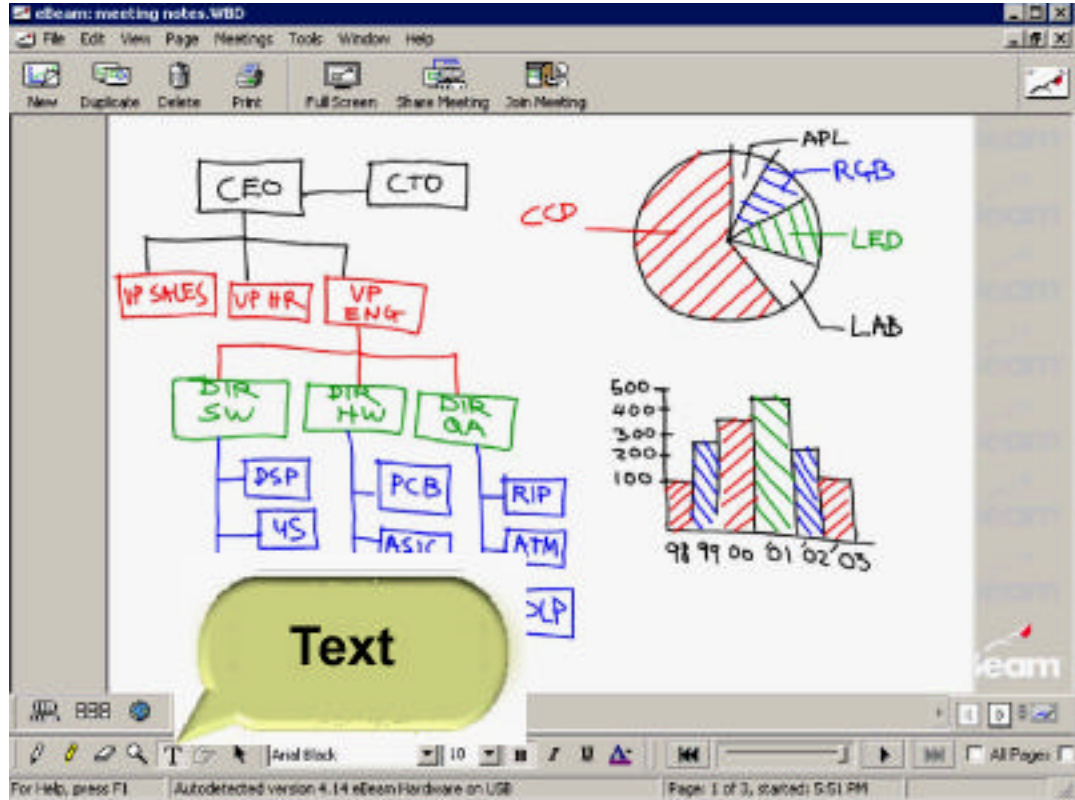 eBeam: meeting notes.WBD
File Edit View Page Meetings Tools Window Help
New Duplicate Delete Print Full Screen Share Meeting Join Meeting
CEO CTO
VP SALES VP HR VP ENG
DIR SW DIR HW DIR QA
DSP PCB RIP
4S ASIC ATM
DLP
APL
RGB
CCD
LED
LAB
500
400
300
200
100
98 99 00 '01 '02 '03
Text
eBeam
Arial Black 10 B I U A All Pages
For Help, press F1 Autodetected version 4.14 eBeam Hardware on USB Page: 1 of 3, started: 5:51 PM